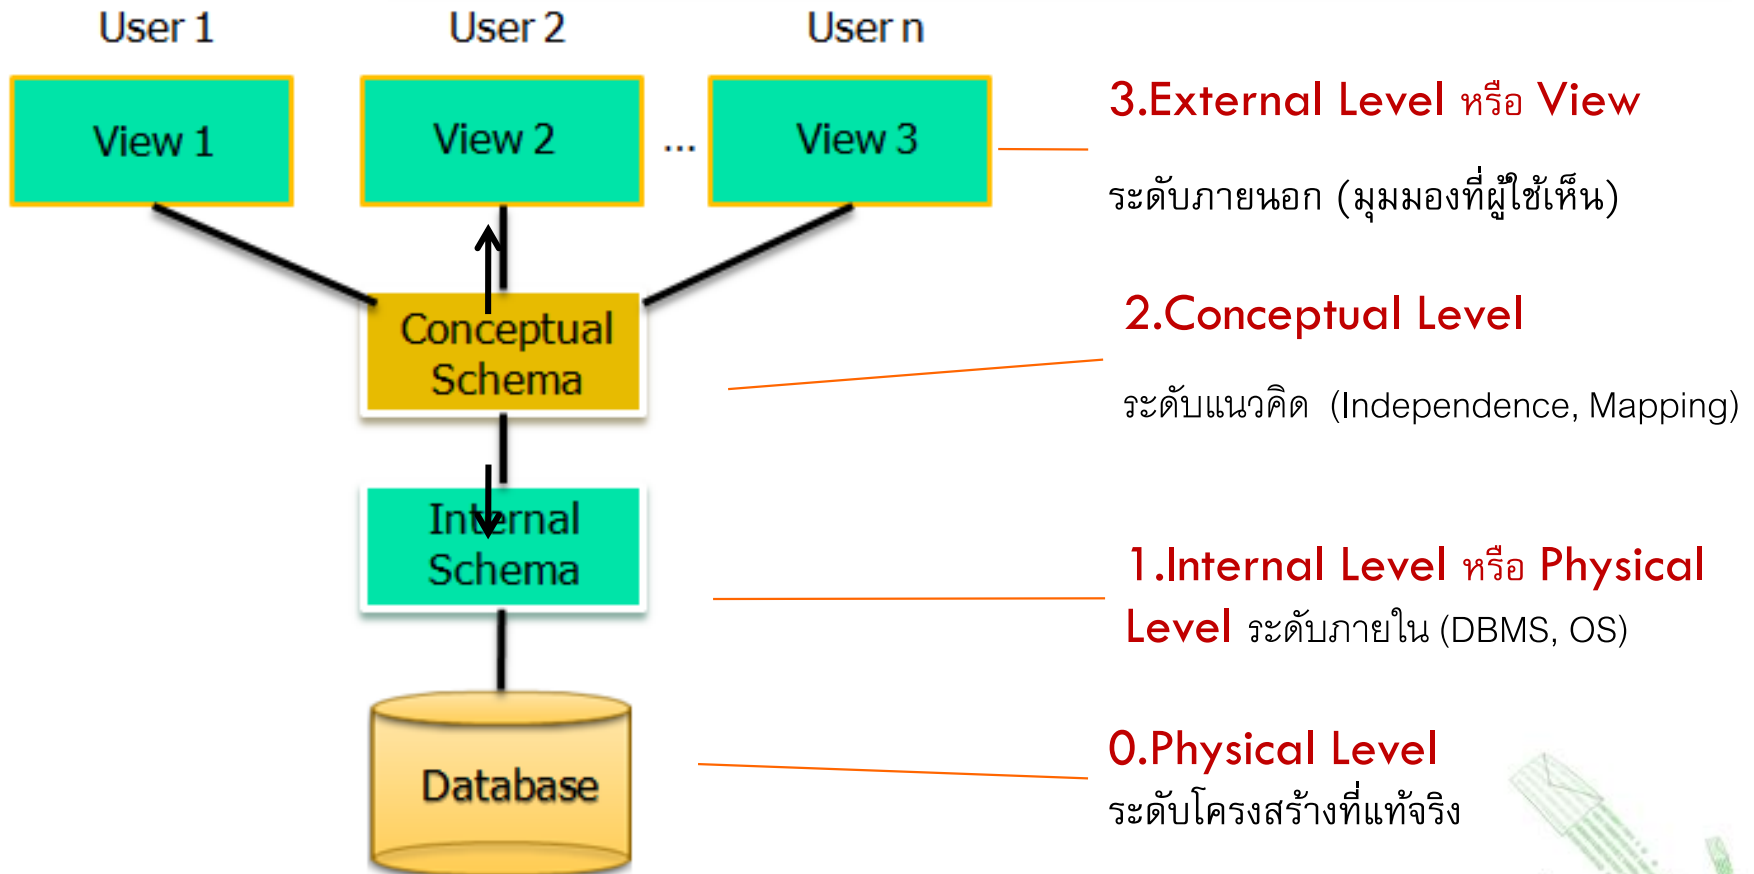 User 1
User 2
User n
View 1
View 2
...
View 3
3.External Level หรือ View
ระดับภายนอก (มุมมองที่ผู้ใช้เห็น)
Conceptual
Schema
2.Conceptual Level
ระดับแนวคิด (Independence, Mapping)
Internal
Schema
1.Internal Level หรือ Physical
Level ระดับภายใน (DBMS, OS)
Database
0.Physical Level
ระดับโครงสร้างที่แท้จริง